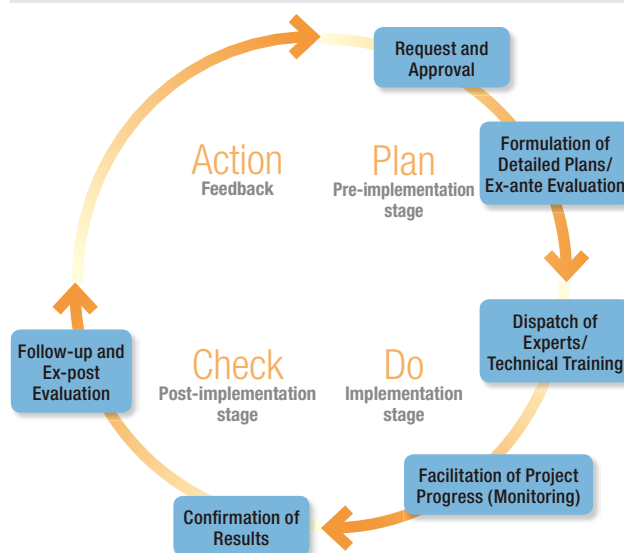 Request and
Approval
Formulation of
Detailed Plans/
Ex-ante Evaluation
Action
Feedback
Plan
Pre-implementation
stage
Dispatch of
Experts/
Technical Training
Follow-up and
Ex-post
Evaluation
Check
Post-implementation
stage
Do
Implementation
stage
Facilitation of Project
Progress (Monitoring)
Confirmation of
Results